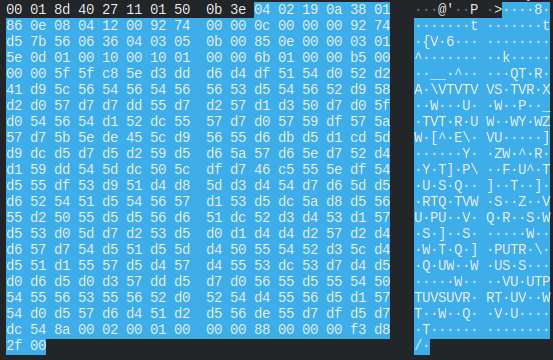 00 01 8d 40 27 11 01 50 0b 3e 04 02 19 0a 38 01 ···@'··P·>····8·
86 0e 08 04 12 00 92 74 00 00 0c 00 00 00 92 74 ·······t·······t
d5 7b 56 06 36 04 03 05 0b 00 85 0e 00 00 03 01 ·{V·6···········
5e 0d 01 00 10 00 10 01 00 00 00 6b 01 00 00 b5 00 ^··········k·····
00 00 5f 5f c8 5e d3 d4 d6 d4 df 51 54 d0 52 d2 ··__·^·····QT·R·
41 d9 5c 56 54 56 54 56 56 53 d5 54 56 52 d9 58 A·\VTVTVVS·TVR·X
d2 d0 57 d7 d7 dd 55 d7 d2 57 d1 d3 50 d7 d0 5f ··W···U··W··P··_
d0 54 56 54 d1 52 dc 55 57 d7 d0 57 59 df 57 5a ·TVT·R·UW··WY·WZ
57 d7 5b 5e de 45 5c d9 56 55 d6 db d5 d1 cd 5d W·[^·E\·VU·····]
d9 dc d5 d7 d5 d2 59 d5 d6 5a 57 d6 5e d7 52 d4 ······Y··ZW·^·R·
d1 59 dd 54 5d dc 50 5c df d7 46 c5 55 5e df 54 ·Y·T]·P\··F·U^·T
d5 55 df 53 d9 51 d4 d8 5d d3 d4 54 d7 d6 5d d5 ·U·S·Q··]··T··]·
d6 52 54 51 d5 54 56 57 d1 53 d5 dc 5a d8 d5 56 ·RTQ·TVW·S··Z··V
55 d2 50 55 d5 d5 56 d6 51 dc 52 d3 d4 53 d1 57 U·PU··V·Q·R··S·W
d5 53 d0 5d d7 d2 53 d5 d0 d1 d4 d4 d2 57 d2 d4 ·S·]··S······W··
d6 57 d7 54 d5 51 d5 5d d4 50 55 54 52 d3 5c d4 ·W·T·Q·]·PUTR·\·
d5 51 d3 55 57 d5 d4 57 d4 55 53 dc 53 d7 d4 d5 ·Q·UW··W·US·S···
d0 d6 d5 d0 d3 57 dd d5 d7 d0 56 55 d5 55 54 50 ·····W····VU·UTP
54 55 56 53 55 56 52 d0 52 54 d4 55 56 d5 d1 57 TUVSUVR·RT·UV··W
54 d0 d5 57 d6 d4 51 d2 d5 56 de 55 d7 df d5 d7 T··W··Q··V·U····
dc 54 8a 00 02 00 01 00 00 00 88 00 00 00 f3 d8 ·T··············
2f 00 /·